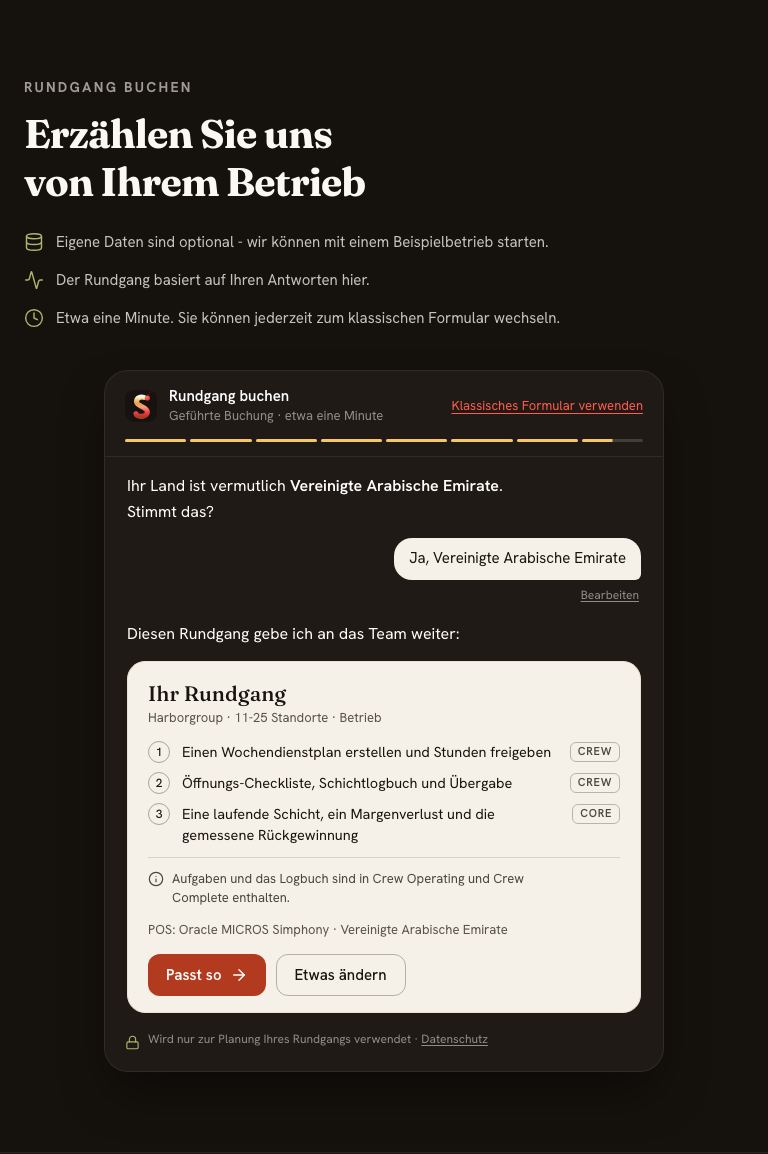 RUNDGANG BUCHEN
Erzählen Sie uns
von Ihrem Betrieb
Eigene Daten sind optional - wir können mit einem Beispielbetrieb starten.
Der Rundgang basiert auf Ihren Antworten hier.
Etwa eine Minute. Sie können jederzeit zum klassischen Formular wechseln.
S
Rundgang buchen
Geführte Buchung · etwa eine Minute
Klassisches Formular verwenden
Ihr Land ist vermutlich Vereinigte Arabische Emirate.
Stimmt das?
Ja, Vereinigte Arabische Emirate
Bearbeiten
Diesen Rundgang gebe ich an das Team weiter:
Ihr Rundgang
Harborgroup · 11-25 Standorte · Betrieb
1 Einen Wochendienstplan erstellen und Stunden freigeben CREW
2 Öffnungs-Checkliste, Schichtlogbuch und Übergabe CREW
3 Eine laufende Schicht, ein Margenverlust und die CORE
gemessene Rückgewinnung
Aufgaben und das Logbuch sind in Crew Operating und Crew
Complete enthalten.
POS: Oracle MICROS Simphony · Vereinigte Arabische Emirate
Passt so → Etwas ändern
Wird nur zur Planung Ihres Rundgangs verwendet · Datenschutz